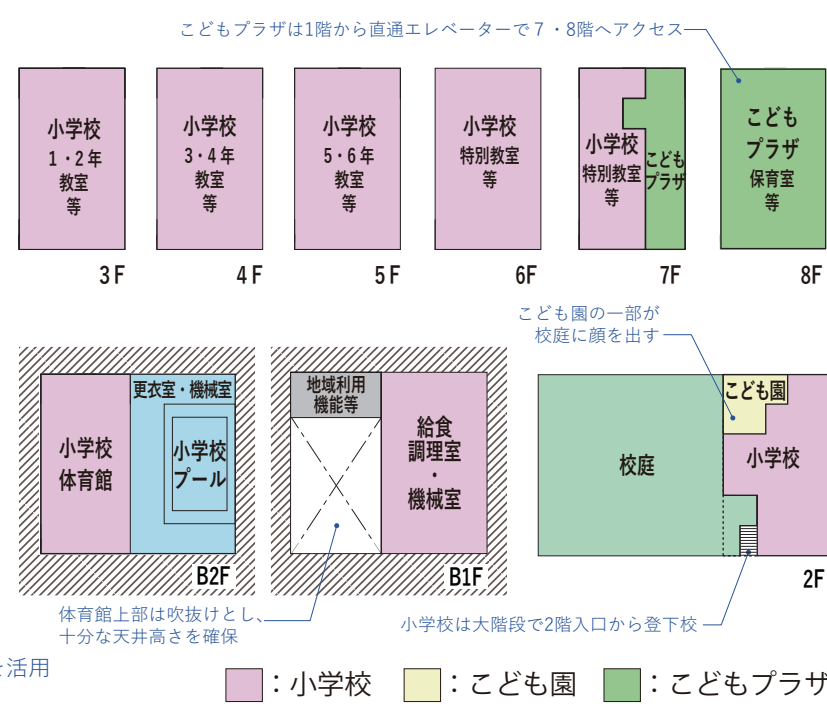 こどもプラザは1階から直通エレベーターで７・8階へアクセス
小学校
1・2年
教室
等
3F
小学校
3・4年
教室
等
4F
小学校
5・6年
教室
等
5F
小学校
特別教室
等
6F
小学校
特別教室
等
こども
プラザ
7F
こども
プラザ
保育室
等
8F
こども園の一部が
校庭に顔を出す
小学校
体育館
更衣室・機械室
小学校
プール
B2F
地域利用
機能等
給食
調理室
・
機械室
B1F
校庭
こども園
小学校
2F
体育館上部は吹抜けとし、
十分な天井高さを確保
小学校は大階段で2階入口から登下校
を活用
：小学校
：こども園
：こどもプラザ